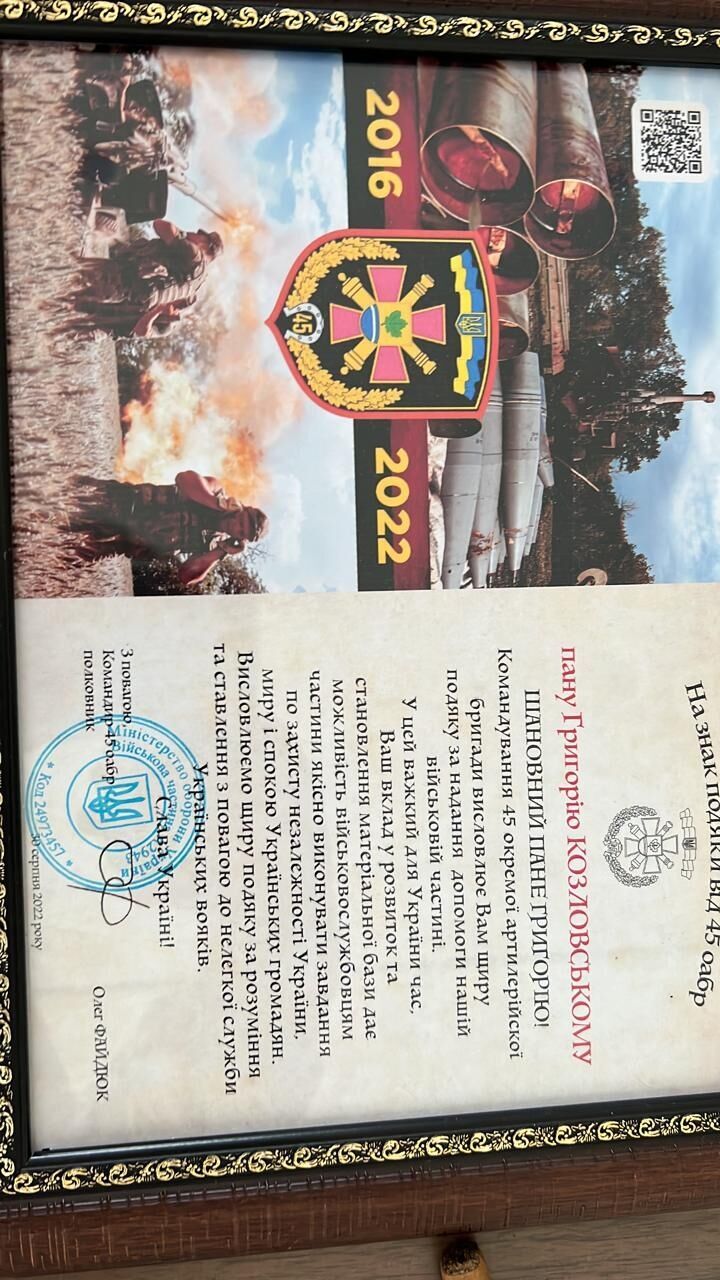 2016
45
2022
На знак подяки від 45 оабр
пану Григорію КОЗЛОВСЬКОМУ
ШАНОВНИЙ ПАНЕ ГРИГОРІЮ!
Командування 45 окремої артилерійскої
бригади висловлює Вам щиру
подяку за надання допомоги нашій
військовій частині.
У цей важкий для України час,
Ваш вклад у розвиток та
становлення матеріальної бази дає
можливість військовослужбовцям
частини якісно виконувати завдання
по захисту незалежності України,
миру і спокою Українських громадян.
Висловлюємо щиру подяку за розуміння
та ставлення з повагою до нелегкої служби
Українських вояків.
Слава Україні!
З повагою
Командир 45 оабр
полковник
Олег ФАЙДЮК
30 серпня 2022 року
Міністерство оборони України
Військова частина
* Код 24973457 *